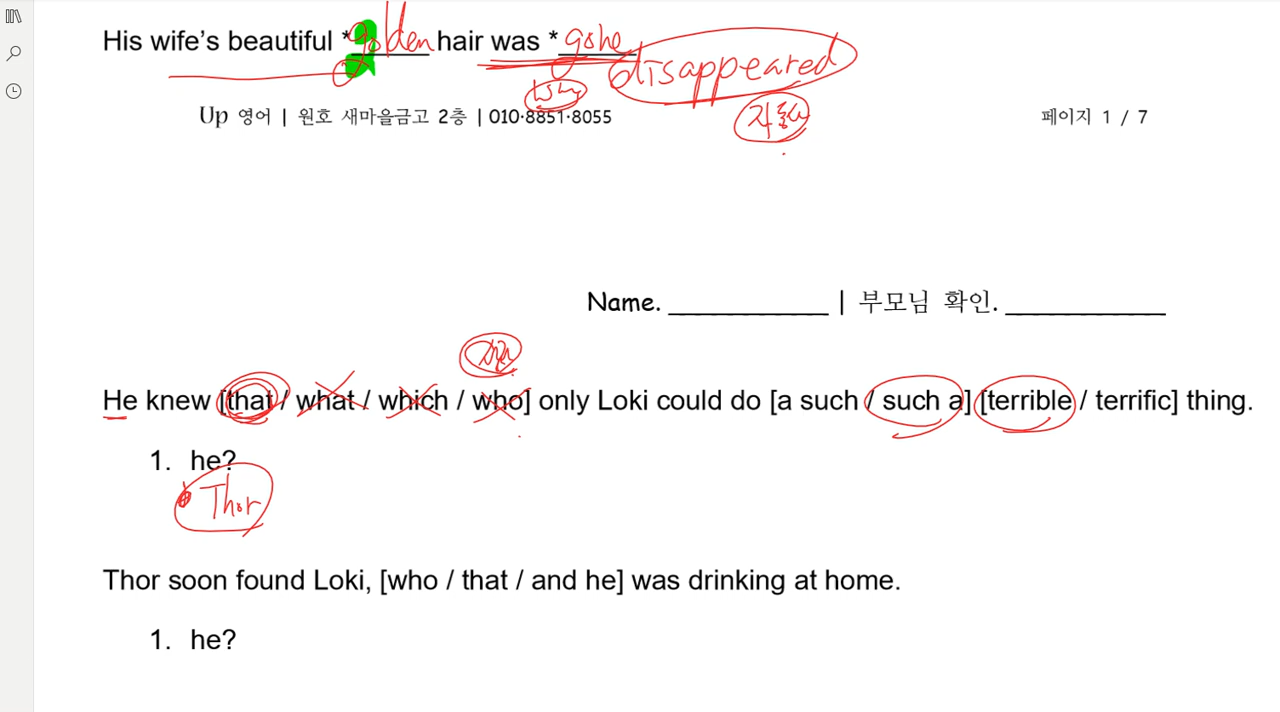 His wife's beautiful *golden hair was *gone disappeared
why 자동사
Up 영어 | 원호 새마을금고 2층 | 010·8851·8055 페이지 1 / 7
Name. ____________ | 부모님 확인. ____________
He knew [that / what / which / who] only Loki could do [a such / such a] [terrible / terrific] thing.
1. he?
Thor
Thor soon found Loki, [who / that / and he] was drinking at home.
1. he?